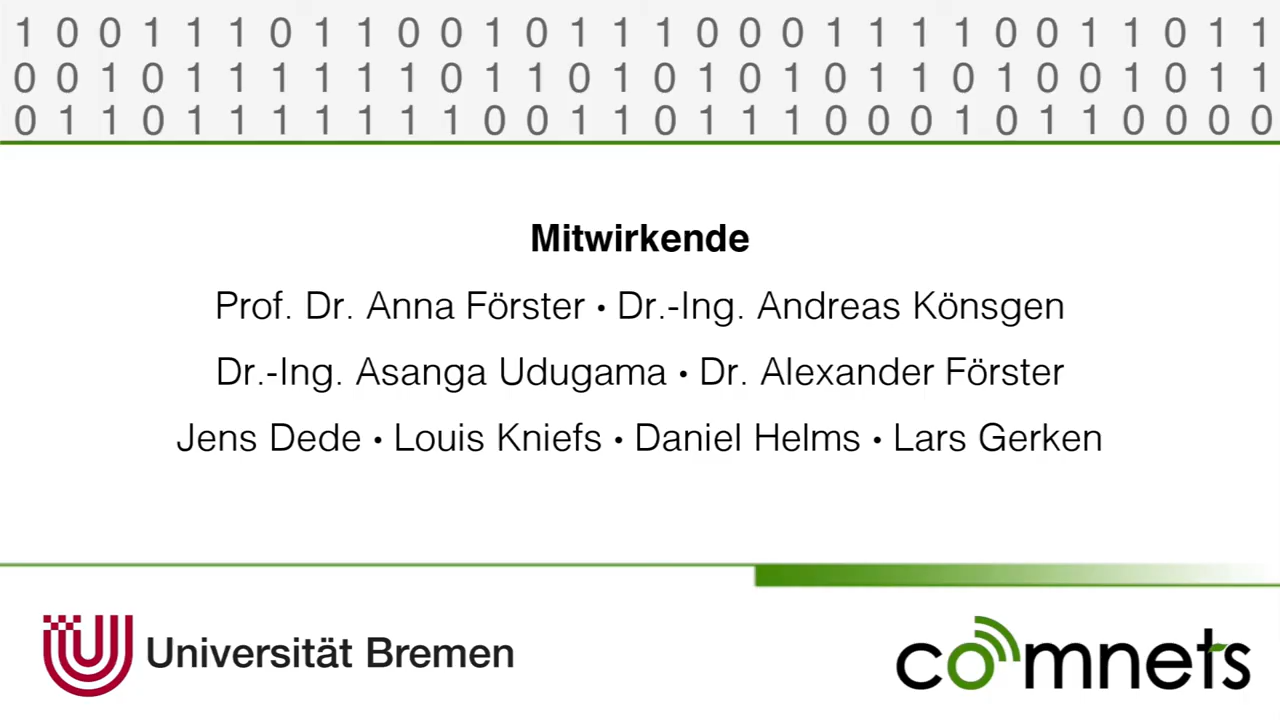 1 0 0 1 1 1 0 1 1 0 0 1 0 1 1 1 0 0 0 1 1 1 1 0 0 1 1 0 1 1
0 0 1 0 1 1 1 1 1 1 0 1 1 0 1 0 1 0 1 0 1 1 0 1 0 0 1 0 1 1
0 1 1 0 1 1 1 1 1 1 1 0 0 1 1 0 1 1 1 0 0 0 1 0 1 1 0 0 0 0
Mitwirkende
Prof. Dr. Anna Förster • Dr.-Ing. Andreas Könsgen
Dr.-Ing. Asanga Udugama • Dr. Alexander Förster
Jens Dede • Louis Kniefs • Daniel Helms • Lars Gerken
Universität Bremen
comnets